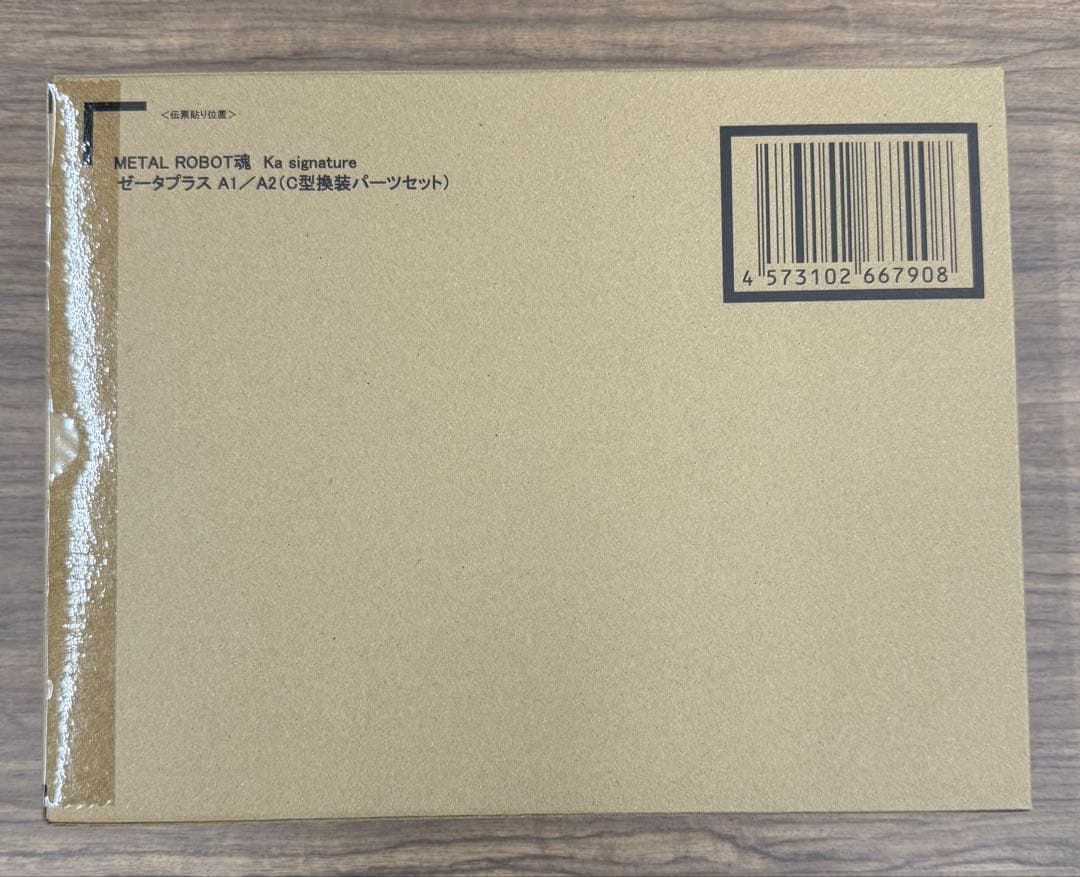 <伝票貼り位置>
METAL ROBOT魂 Ka signature
ゼータプラス A1/A2(C型換装パーツセット)
4 573102 667908